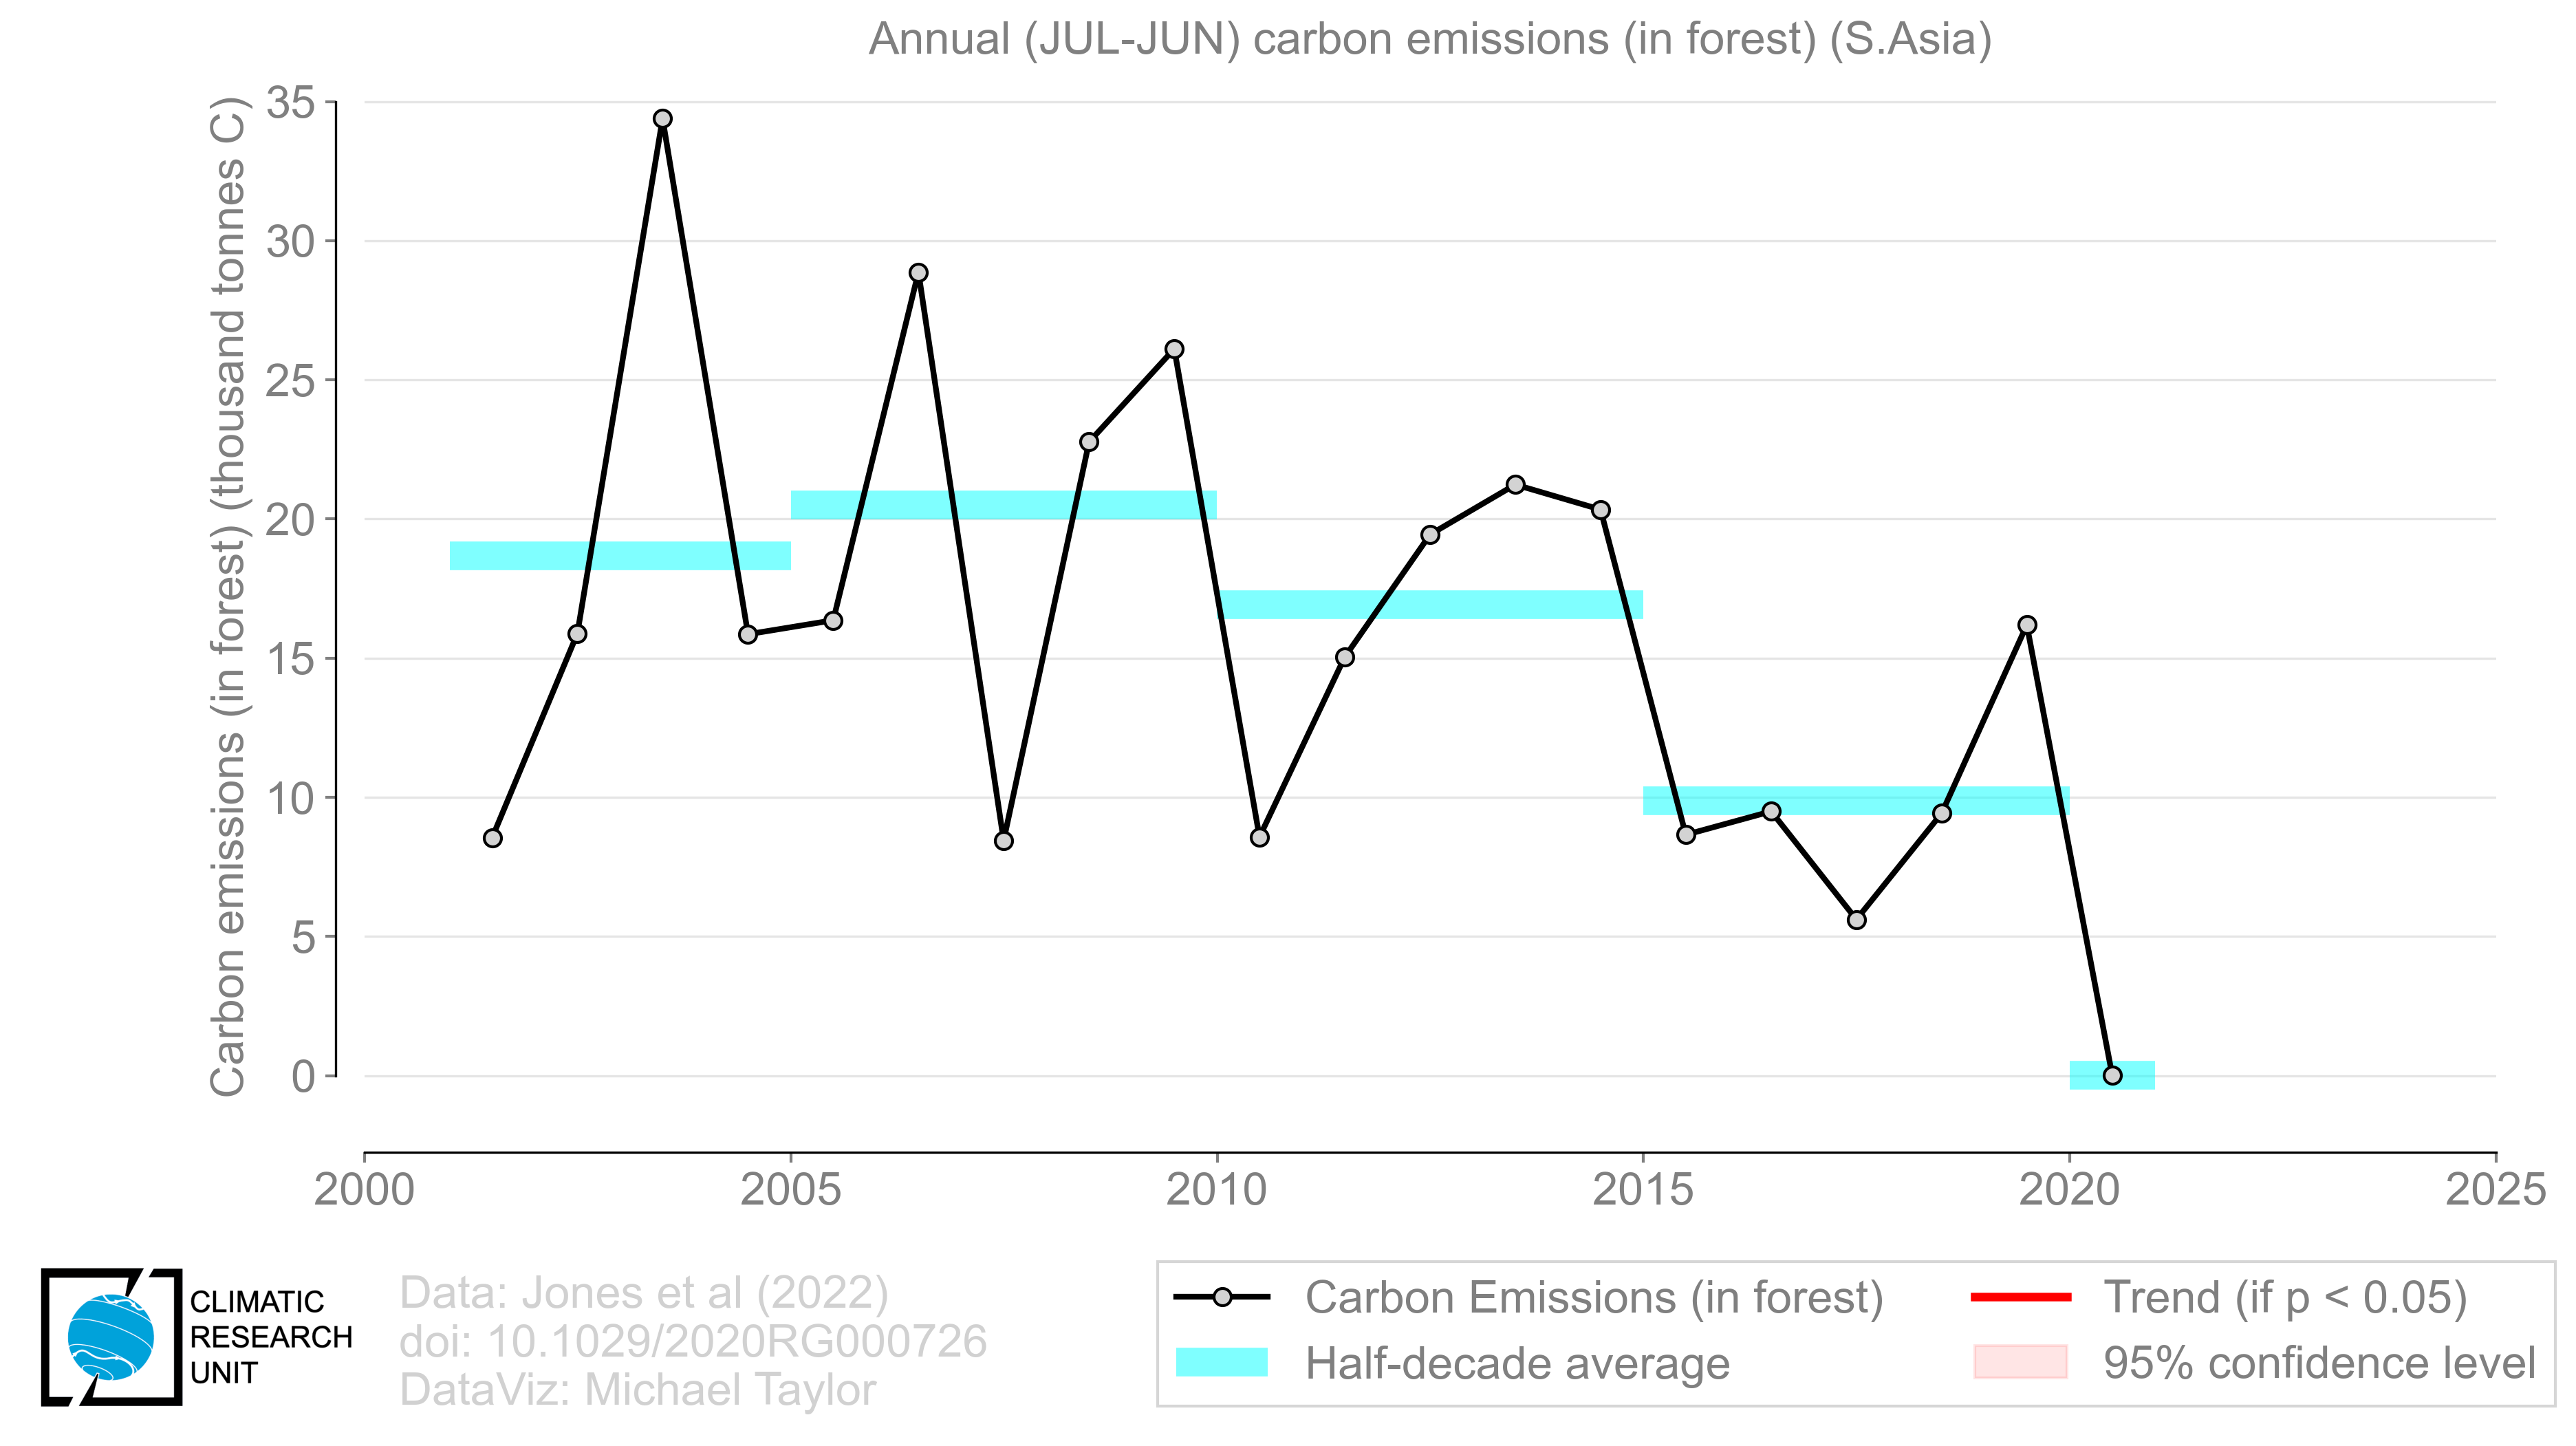 Annual (JUL-JUN) carbon emissions (in forest) (S.Asia)
Carbon emissions (in forest) (thousand tonnes C)
35
30
25
20
15
10
5
0
2000
2005
2010
2015
2020
2025
CLIMATIC
RESEARCH
UNIT
Data: Jones et al (2022)
doi: 10.1029/2020RG000726
DataViz: Michael Taylor
Carbon Emissions (in forest)
Half-decade average
Trend (if p < 0.05)
95% confidence level